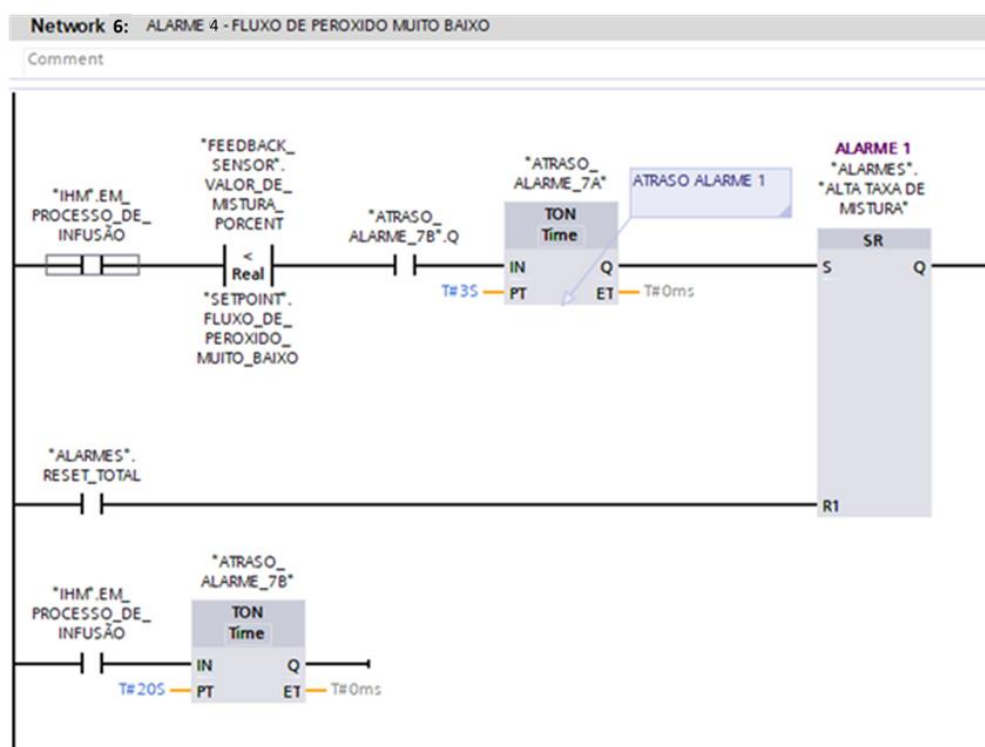 Network 6: ALARME 4 - FLUXO DE PEROXIDO MUITO BAIXO
Comment
"IHM".EM_
PROCESSO_DE_
INFUSÃO
"FEEDBACK_
SENSOR".
VALOR_DE_
MISTURA_
PORCENT
<
Real
"SETPOINT".
FLUXO_DE_
PEROXIDO_
MUITO_BAIXO
"ATRASO_
ALARME_7B".Q
"ATRASO_
ALARME_7A"
TON
Time
IN Q
T#3S PT ET T#0ms
ATRASO ALARME 1
ALARME 1
"ALARMES".
"ALTA TAXA DE
MISTURA"
SR
S Q
R1
"ALARMES".
RESET_TOTAL
"IHM".EM_
PROCESSO_DE_
INFUSÃO
"ATRASO_
ALARME_7B"
TON
Time
IN Q
T#20S PT ET T#0ms